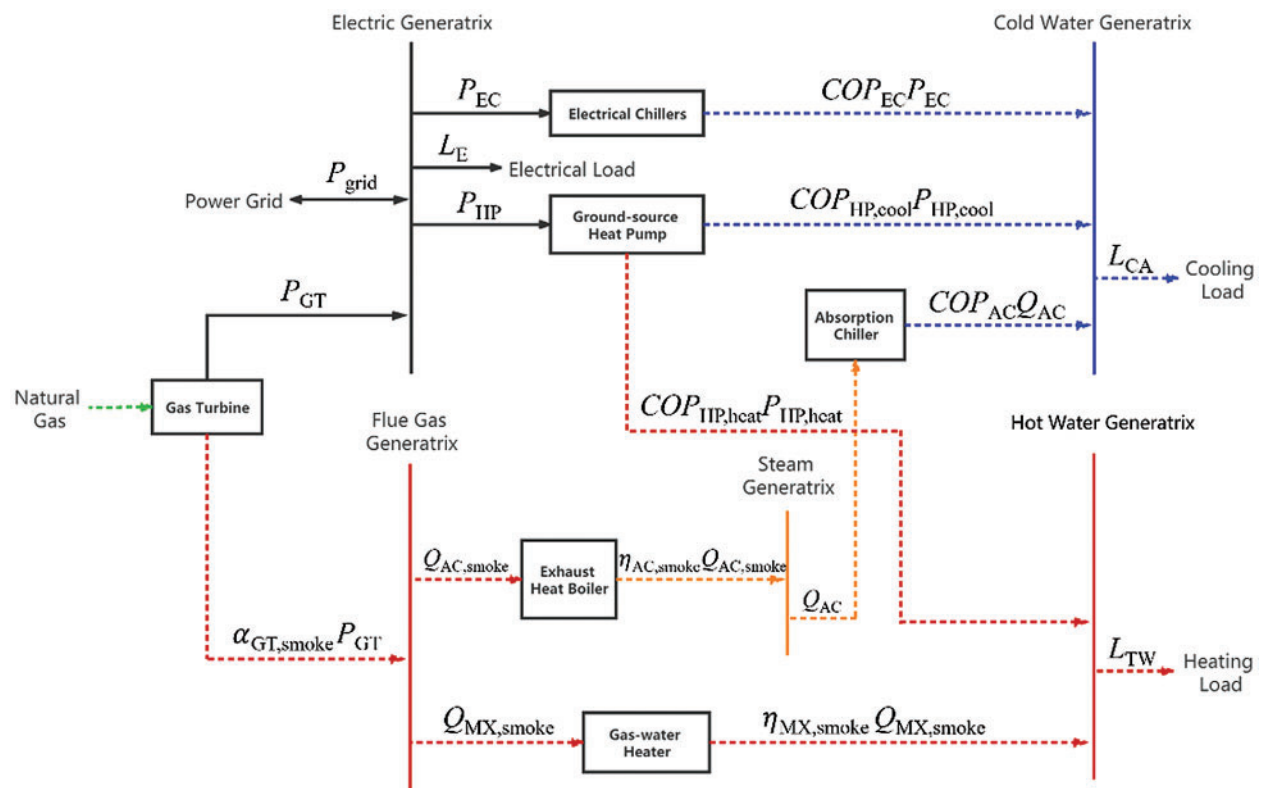 Electric Generatrix
Cold Water Generatrix
P_EC
Electrical Chillers
COP_EC P_EC
L_E
Electrical Load
P_grid
Power Grid
P_HP
Ground-source
Heat Pump
COP_HP,cool P_HP,cool
L_CA
Cooling
Load
P_GT
Absorption
Chiller
COP_AC Q_AC
Natural
Gas
Gas Turbine
Flue Gas
Generatrix
COP_HP,heat P_HP,heat
Hot Water Generatrix
Steam
Generatrix
Q_AC,smoke
Exhaust
Heat Boiler
η_AC,smoke Q_AC,smoke
Q_AC
α_GT,smoke P_GT
L_TW
Heating
Load
Q_MX,smoke
Gas-water
Heater
η_MX,smoke Q_MX,smoke